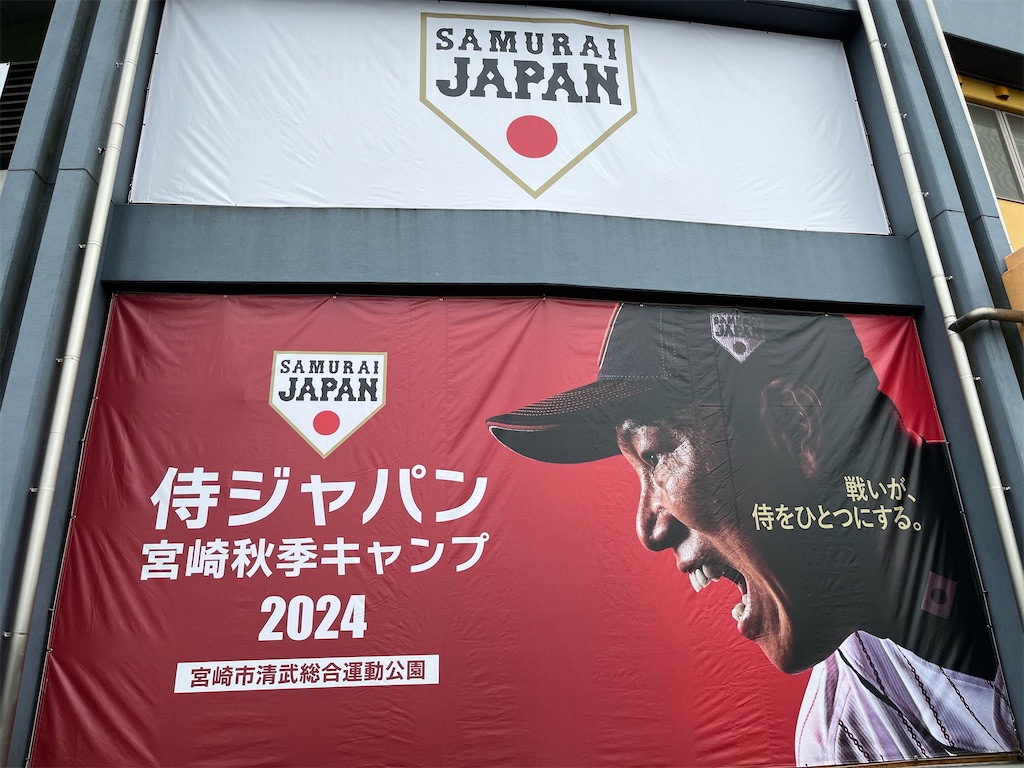 SAMURAI
JAPAN
SAMURAI
JAPAN
侍ジャパン
宮崎秋季キャンプ
2024
宮崎市清武総合運動公園
SAMURAI
JAPAN
戦いが、
侍をひとつにする。